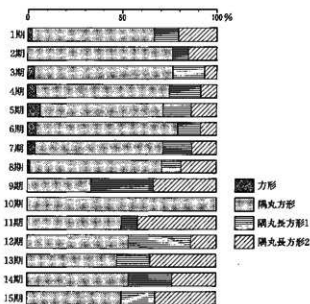 0 50 100 %
1期
2期
3期
4期
5期
6期
7期
8期
9期
10期
11期
12期
13期
14期
15期
方形
隅丸方形
隅丸長方形1
隅丸長方形2